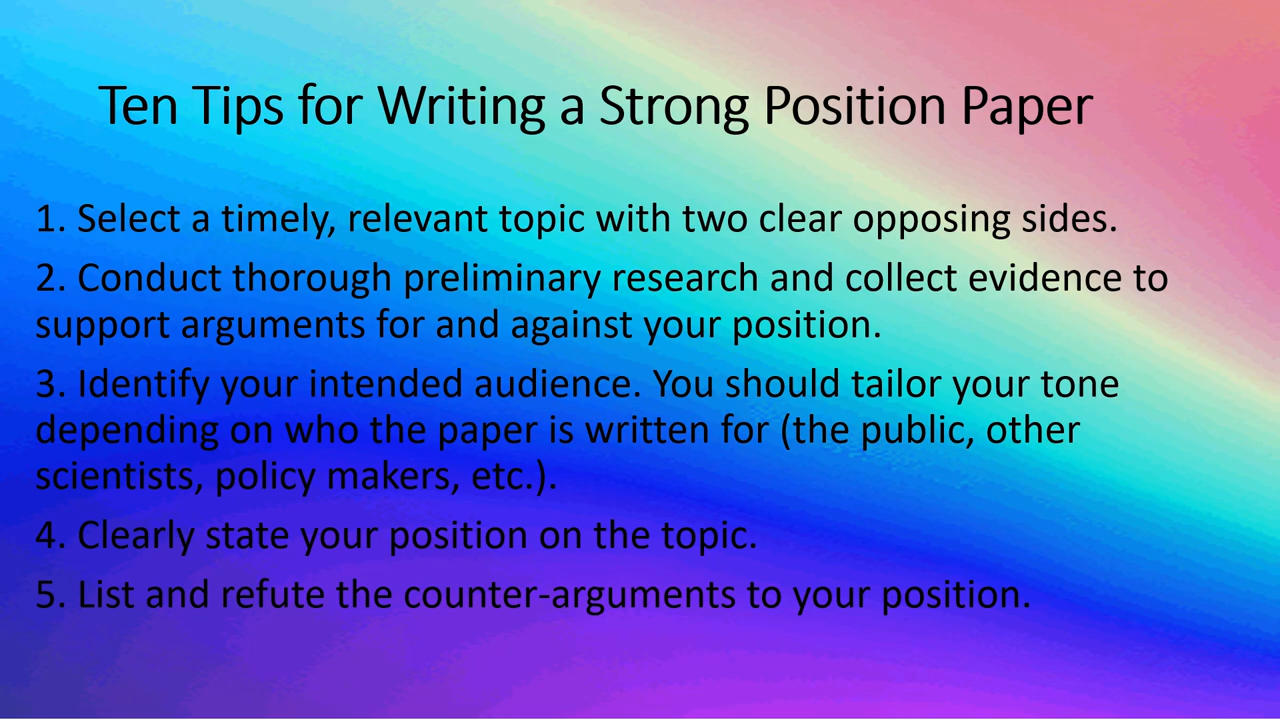 Ten Tips for Writing a Strong Position Paper
1. Select a timely, relevant topic with two clear opposing sides.
2. Conduct thorough preliminary research and collect evidence to
support arguments for and against your position.
3. Identify your intended audience. You should tailor your tone
depending on who the paper is written for (the public, other
scientists, policy makers, etc.).
4. Clearly state your position on the topic.
5. List and refute the counter-arguments to your position.